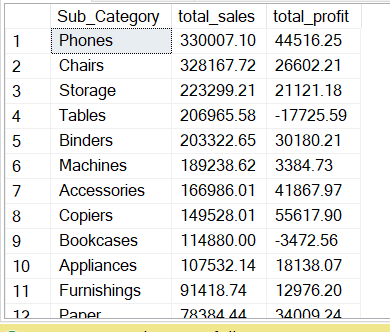 Sub_Category total_sales total_profit
1 Phones 330007.10 44516.25
2 Chairs 328167.72 26602.21
3 Storage 223299.21 21121.18
4 Tables 206965.58 -17725.59
5 Binders 203322.65 30180.21
6 Machines 189238.62 3384.73
7 Accessories 166986.01 41867.97
8 Copiers 149528.01 55617.90
9 Bookcases 114880.00 -3472.56
10 Appliances 107532.14 18138.07
11 Furnishings 91418.74 12976.20
12 Paper 78384.44 34009.24